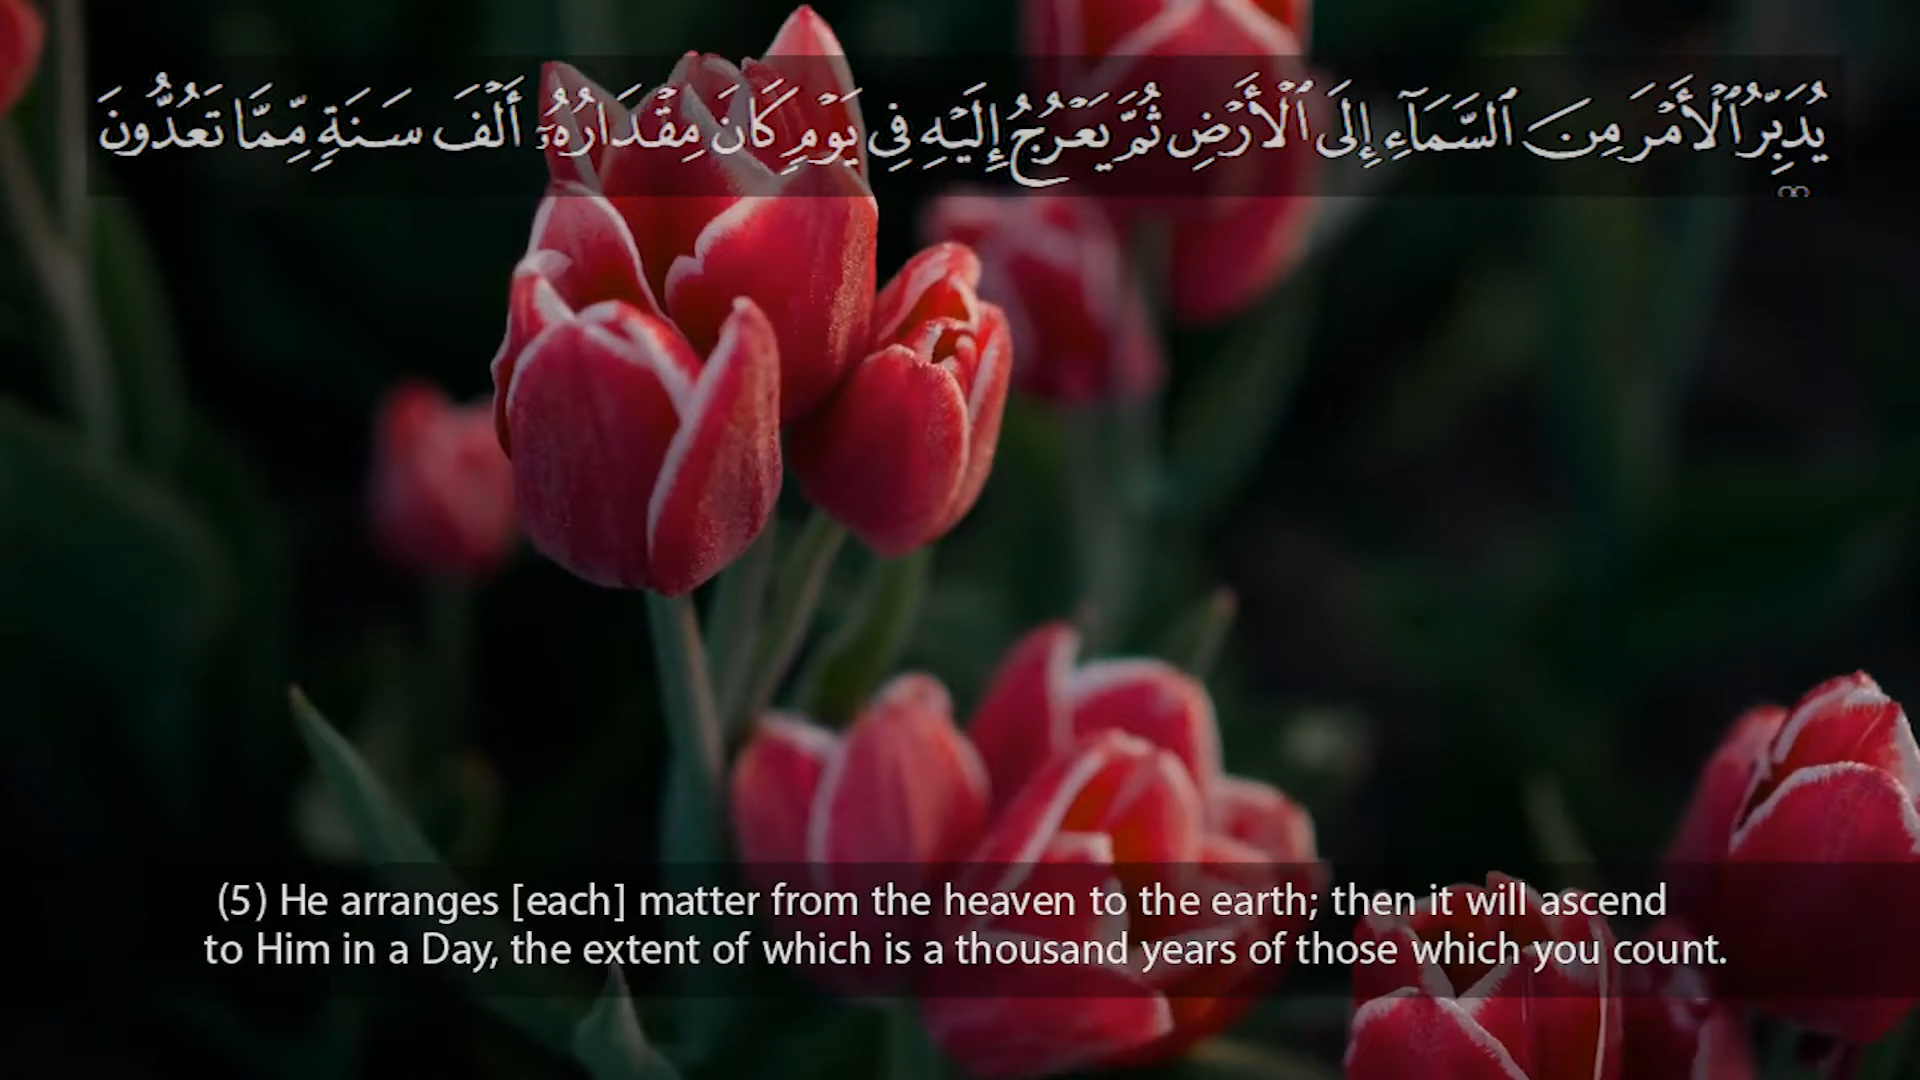 يُدَبِّرُ ٱلْأَمْرَ مِنَ ٱلسَّمَآءِ إِلَى ٱلْأَرْضِ ثُمَّ يَعْرُجُ إِلَيْهِ فِى يَوْمٍ كَانَ مِقْدَارُهُۥٓ أَلْفَ سَنَةٍ مِّمَّا تَعُدُّونَ
(5) He arranges [each] matter from the heaven to the earth; then it will ascend
to Him in a Day, the extent of which is a thousand years of those which you count.